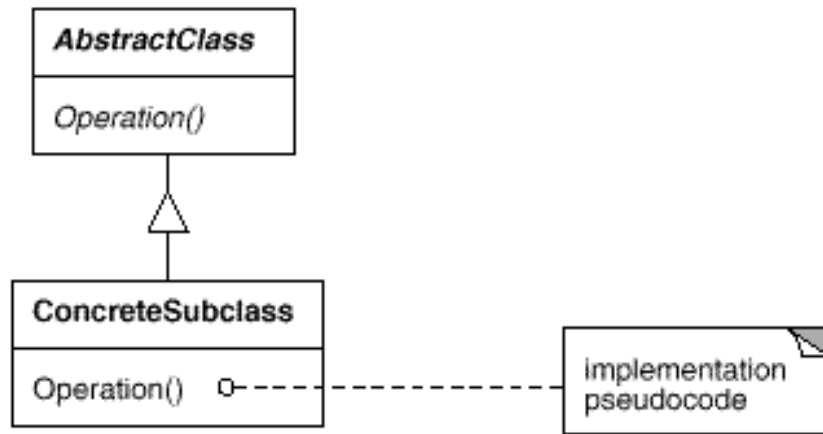 AbstractClass
Operation()
ConcreteSubclass
Operation()
implementation
pseudocode